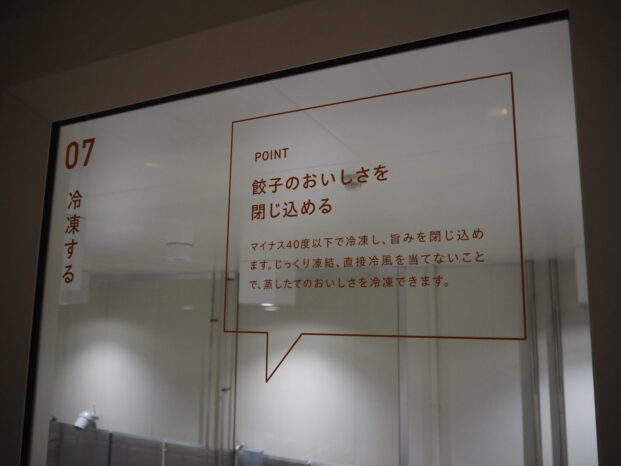 07
冷凍する
POINT
餃子のおいしさを
閉じ込める
マイナス40度以下で冷凍し、旨みを閉じ込め
ます。じっくり凍結、直接冷風を当てないこと
で、蒸したてのおいしさを冷凍できます。